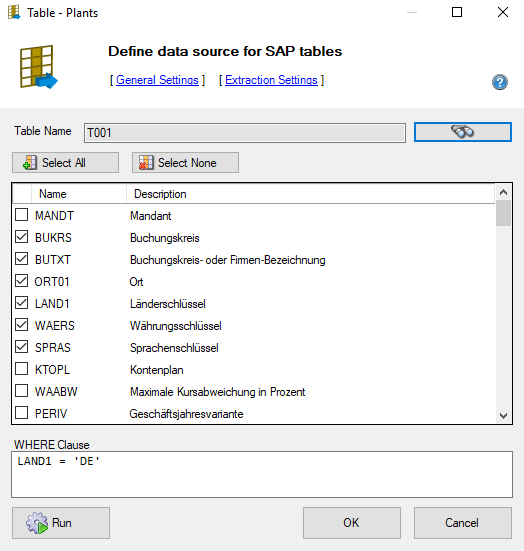 Table - Plants
Define data source for SAP tables
[ General Settings ] [ Extraction Settings ]
Table Name T001
Select All Select None
Name Description
MANDT Mandant
BUKRS Buchungskreis
BUTXT Buchungskreis- oder Firmen-Bezeichnung
ORT01 Ort
LAND1 Länderschlüssel
WAERS Währungsschlüssel
SPRAS Sprachenschlüssel
KTOPL Kontenplan
WAABW Maximale Kursabweichung in Prozent
PERIV Geschäftsjahresvariante
WHERE Clause
LAND1 = 'DE'
Run OK Cancel